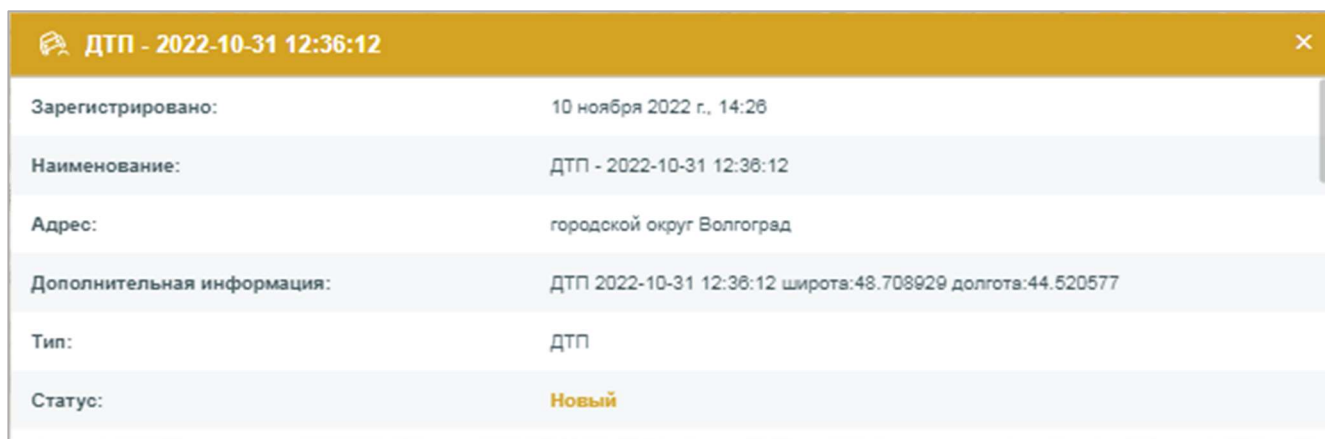 ДТП - 2022-10-31 12:36:12
Зарегистрировано: 10 ноября 2022 г., 14:26
Наименование: ДТП - 2022-10-31 12:36:12
Адрес: городской округ Волгоград
Дополнительная информация: ДТП 2022-10-31 12:36:12 широта:48.708929 долгота:44.520577
Тип: ДТП
Статус: Новый